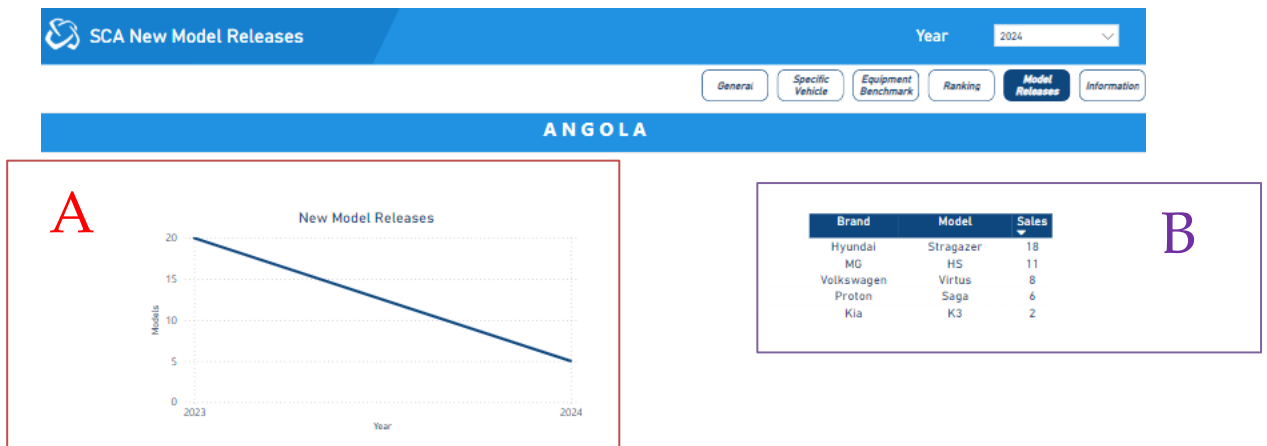 SCA New Model Releases
Year
2024
General
Specific
Vehicle
Equipment
Benchmark
Ranking
Model
Releases
Information
ANGOLA
A
New Model Releases
20
15
10
5
0
Models
2023
2024
Year
B
Brand Model Sales
Hyundai Stragazer 18
MG HS 11
Volkswagen Virtus 8
Proton Saga 6
Kia K3 2